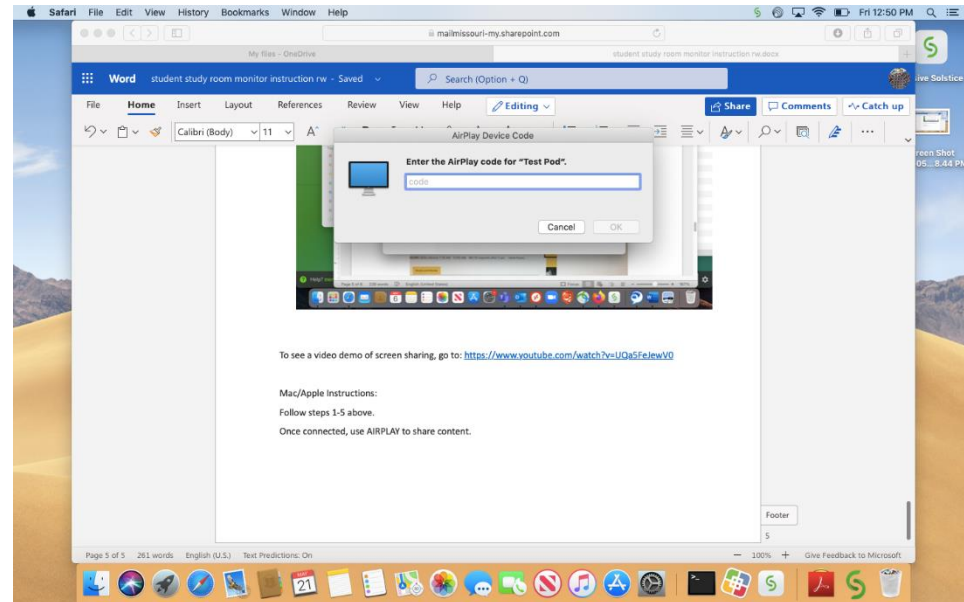 Safari File Edit View History Bookmarks Window Help Fri 12:50 PM
mailmissouri-my.sharepoint.com
My files - OneDrive student study room monitor instruction rw.docx
Word student study room monitor instruction rw - Saved Search (Option + Q)
File Home Insert Layout References Review View Help Editing Share Comments Catch up
Calibri (Body) 11 A
AirPlay Device Code
Enter the AirPlay code for “Test Pod”.
code
Cancel OK
To see a video demo of screen sharing, go to: https://www.youtube.com/watch?v=UQa5FeJewV0
Mac/Apple Instructions:
Follow steps 1-5 above.
Once connected, use AIRPLAY to share content.
Footer
5
Page 5 of 5 261 words English (U.S.) Text Predictions: On 100% Give Feedback to Microsoft
21